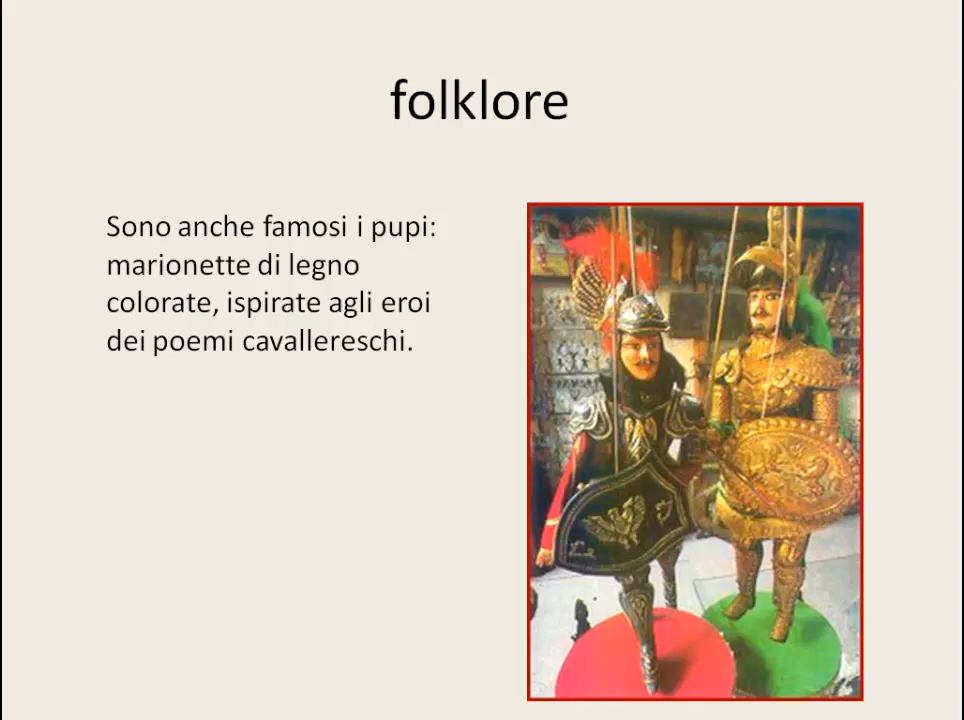 folklore
Sono anche famosi i pupi:
marionette di legno
colorate, ispirate agli eroi
dei poemi cavallereschi.